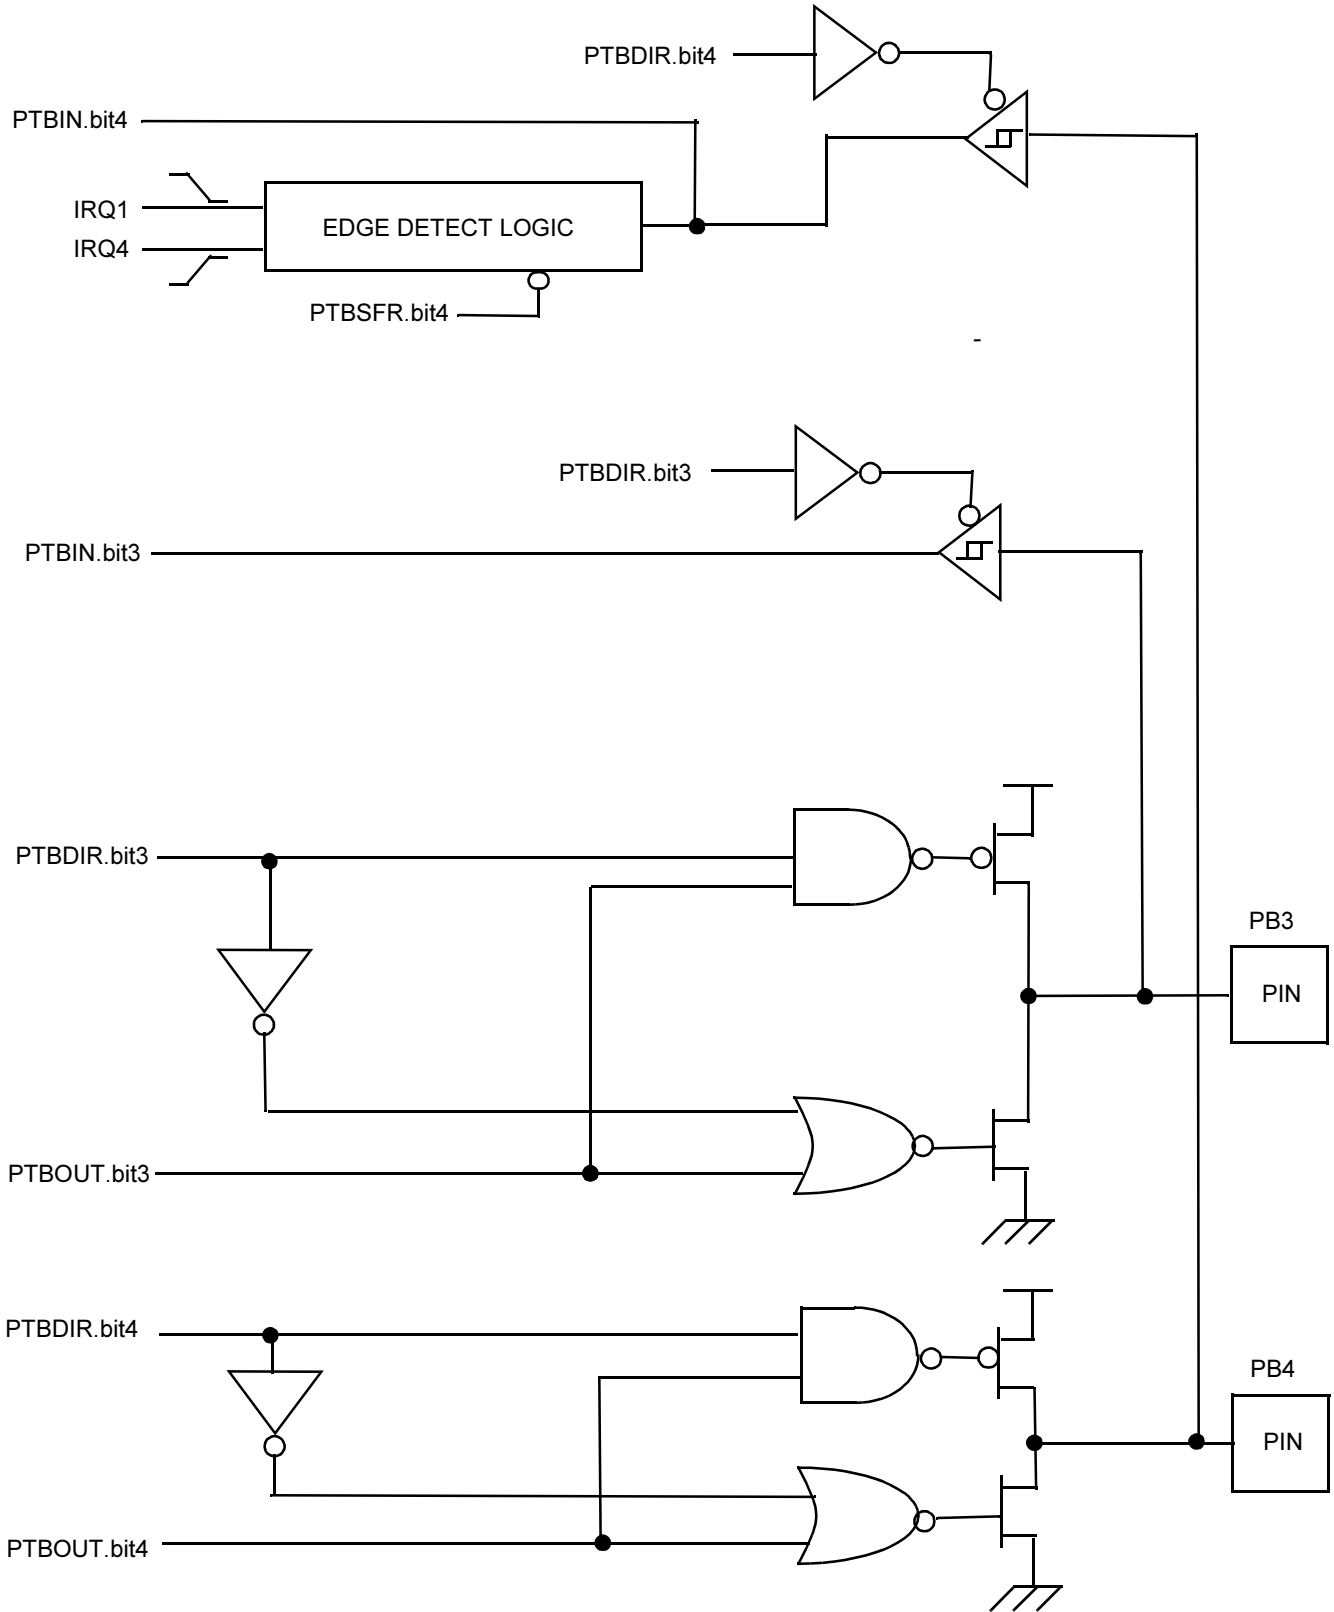 PTBDIR.bit4
PTBIN.bit4
IRQ1
EDGE DETECT LOGIC
IRQ4
PTBSFR.bit4
-
PTBDIR.bit3
PTBIN.bit3
PTBDIR.bit3
PB3
PIN
PTBOUT.bit3
PTBDIR.bit4
PB4
PIN
PTBOUT.bit4